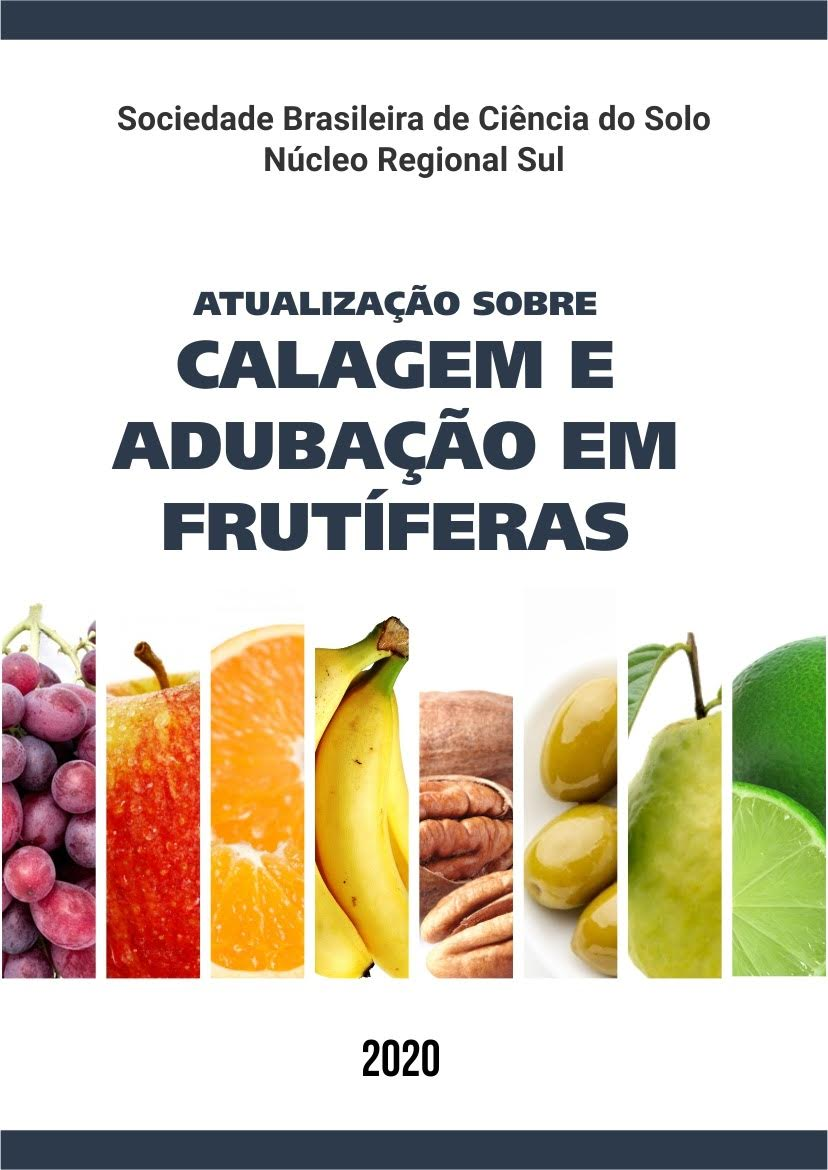 Sociedade Brasileira de Ciência do Solo
Núcleo Regional Sul
ATUALIZAÇÃO SOBRE
CALAGEM E
ADUBAÇÃO EM
FRUTÍFERAS
2020